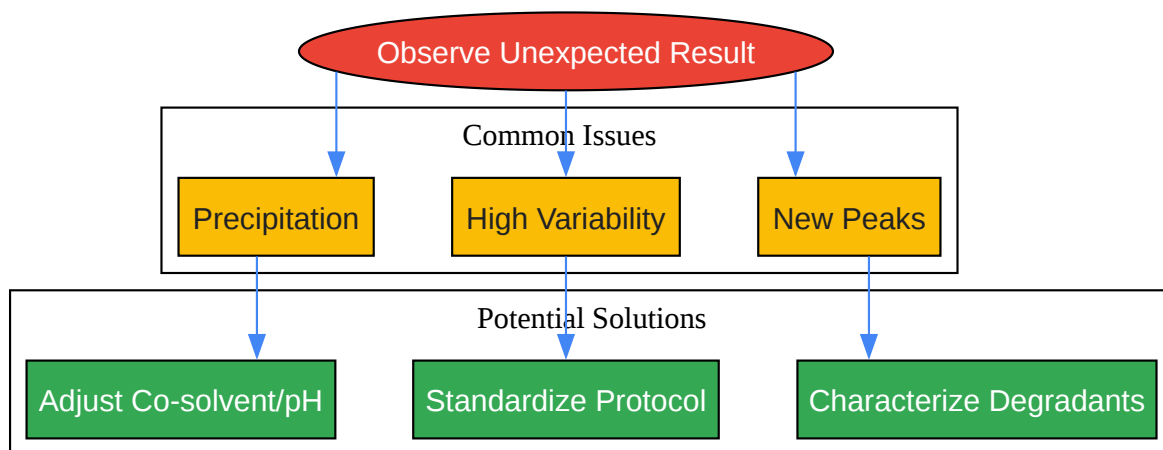 Observe Unexpected Result
Common Issues
Precipitation
High Variability
New Peaks
Potential Solutions
Adjust Co-solvent/pH
Standardize Protocol
Characterize Degradants